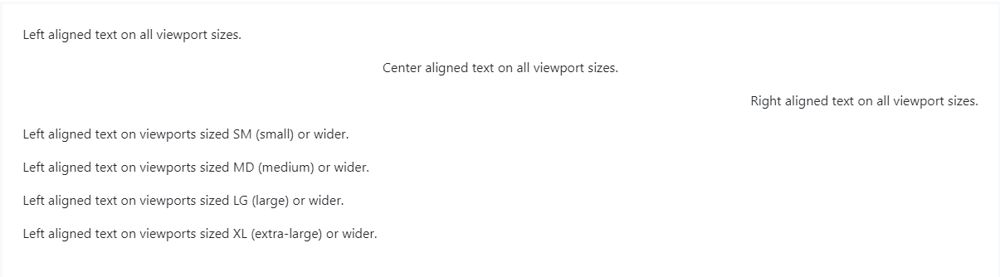 Left aligned text on all viewport sizes.
Center aligned text on all viewport sizes.
Right aligned text on all viewport sizes.
Left aligned text on viewports sized SM (small) or wider.
Left aligned text on viewports sized MD (medium) or wider.
Left aligned text on viewports sized LG (large) or wider.
Left aligned text on viewports sized XL (extra-large) or wider.